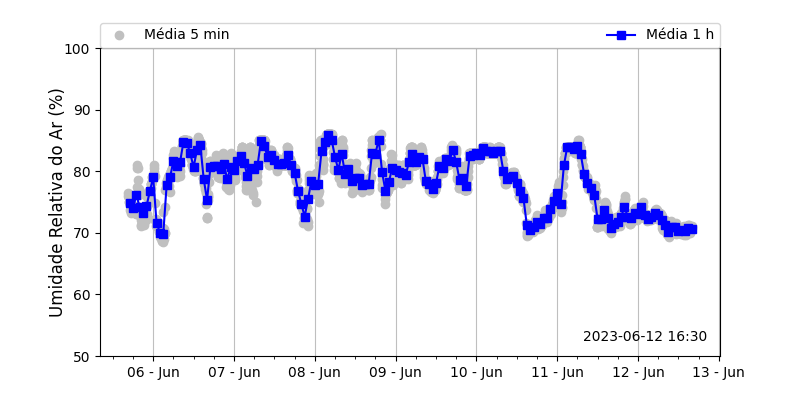 Média 5 min
Média 1 h
Umidade Relativa do Ar (%)
100
90
80
70
60
50
2023-06-12 16:30
06 - Jun
07 - Jun
08 - Jun
09 - Jun
10 - Jun
11 - Jun
12 - Jun
13 - Jun